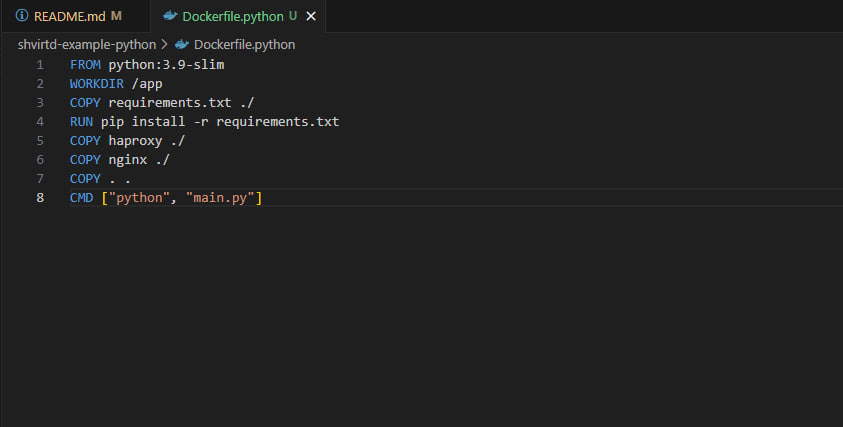 README.md M Dockerfile.python U
shvirtd-example-python > Dockerfile.python
1 FROM python:3.9-slim
2 WORKDIR /app
3 COPY requirements.txt ./
4 RUN pip install -r requirements.txt
5 COPY haproxy ./
6 COPY nginx ./
7 COPY . .
8 CMD ["python", "main.py"]